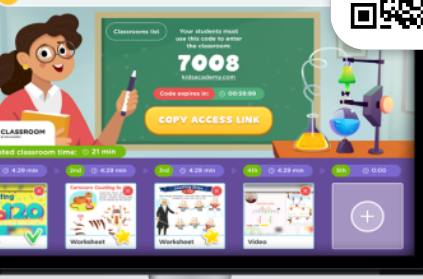 Classrooms list
Your students must
use this code to enter
the classroom:
7008
kidsacademy.com
Code expires in: 00:59:99
COPY ACCESS LINK
CLASSROOM
classroom time: 21 min
4:29 min
2nd 4:29 min
3rd 4:29 min
4th 4:29 min
5th 0:00
120
Worksheet
Worksheet
Video